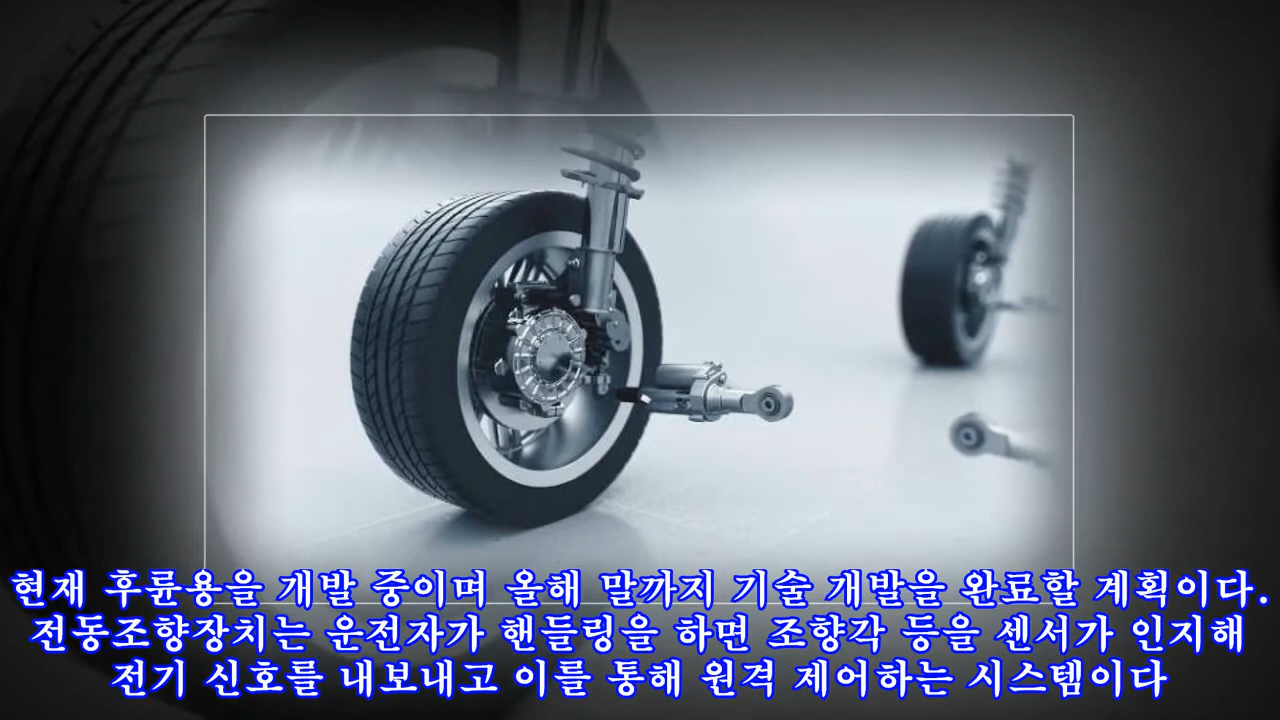 현재 후륜용을 개발 중이며 올해 말까지 기술 개발을 완료할 계획이다.
전동조향장치는 운전자가 핸들링을 하면 조향각 등을 센서가 인지해
전기 신호를 내보내고 이를 통해 원격 제어하는 시스템이다